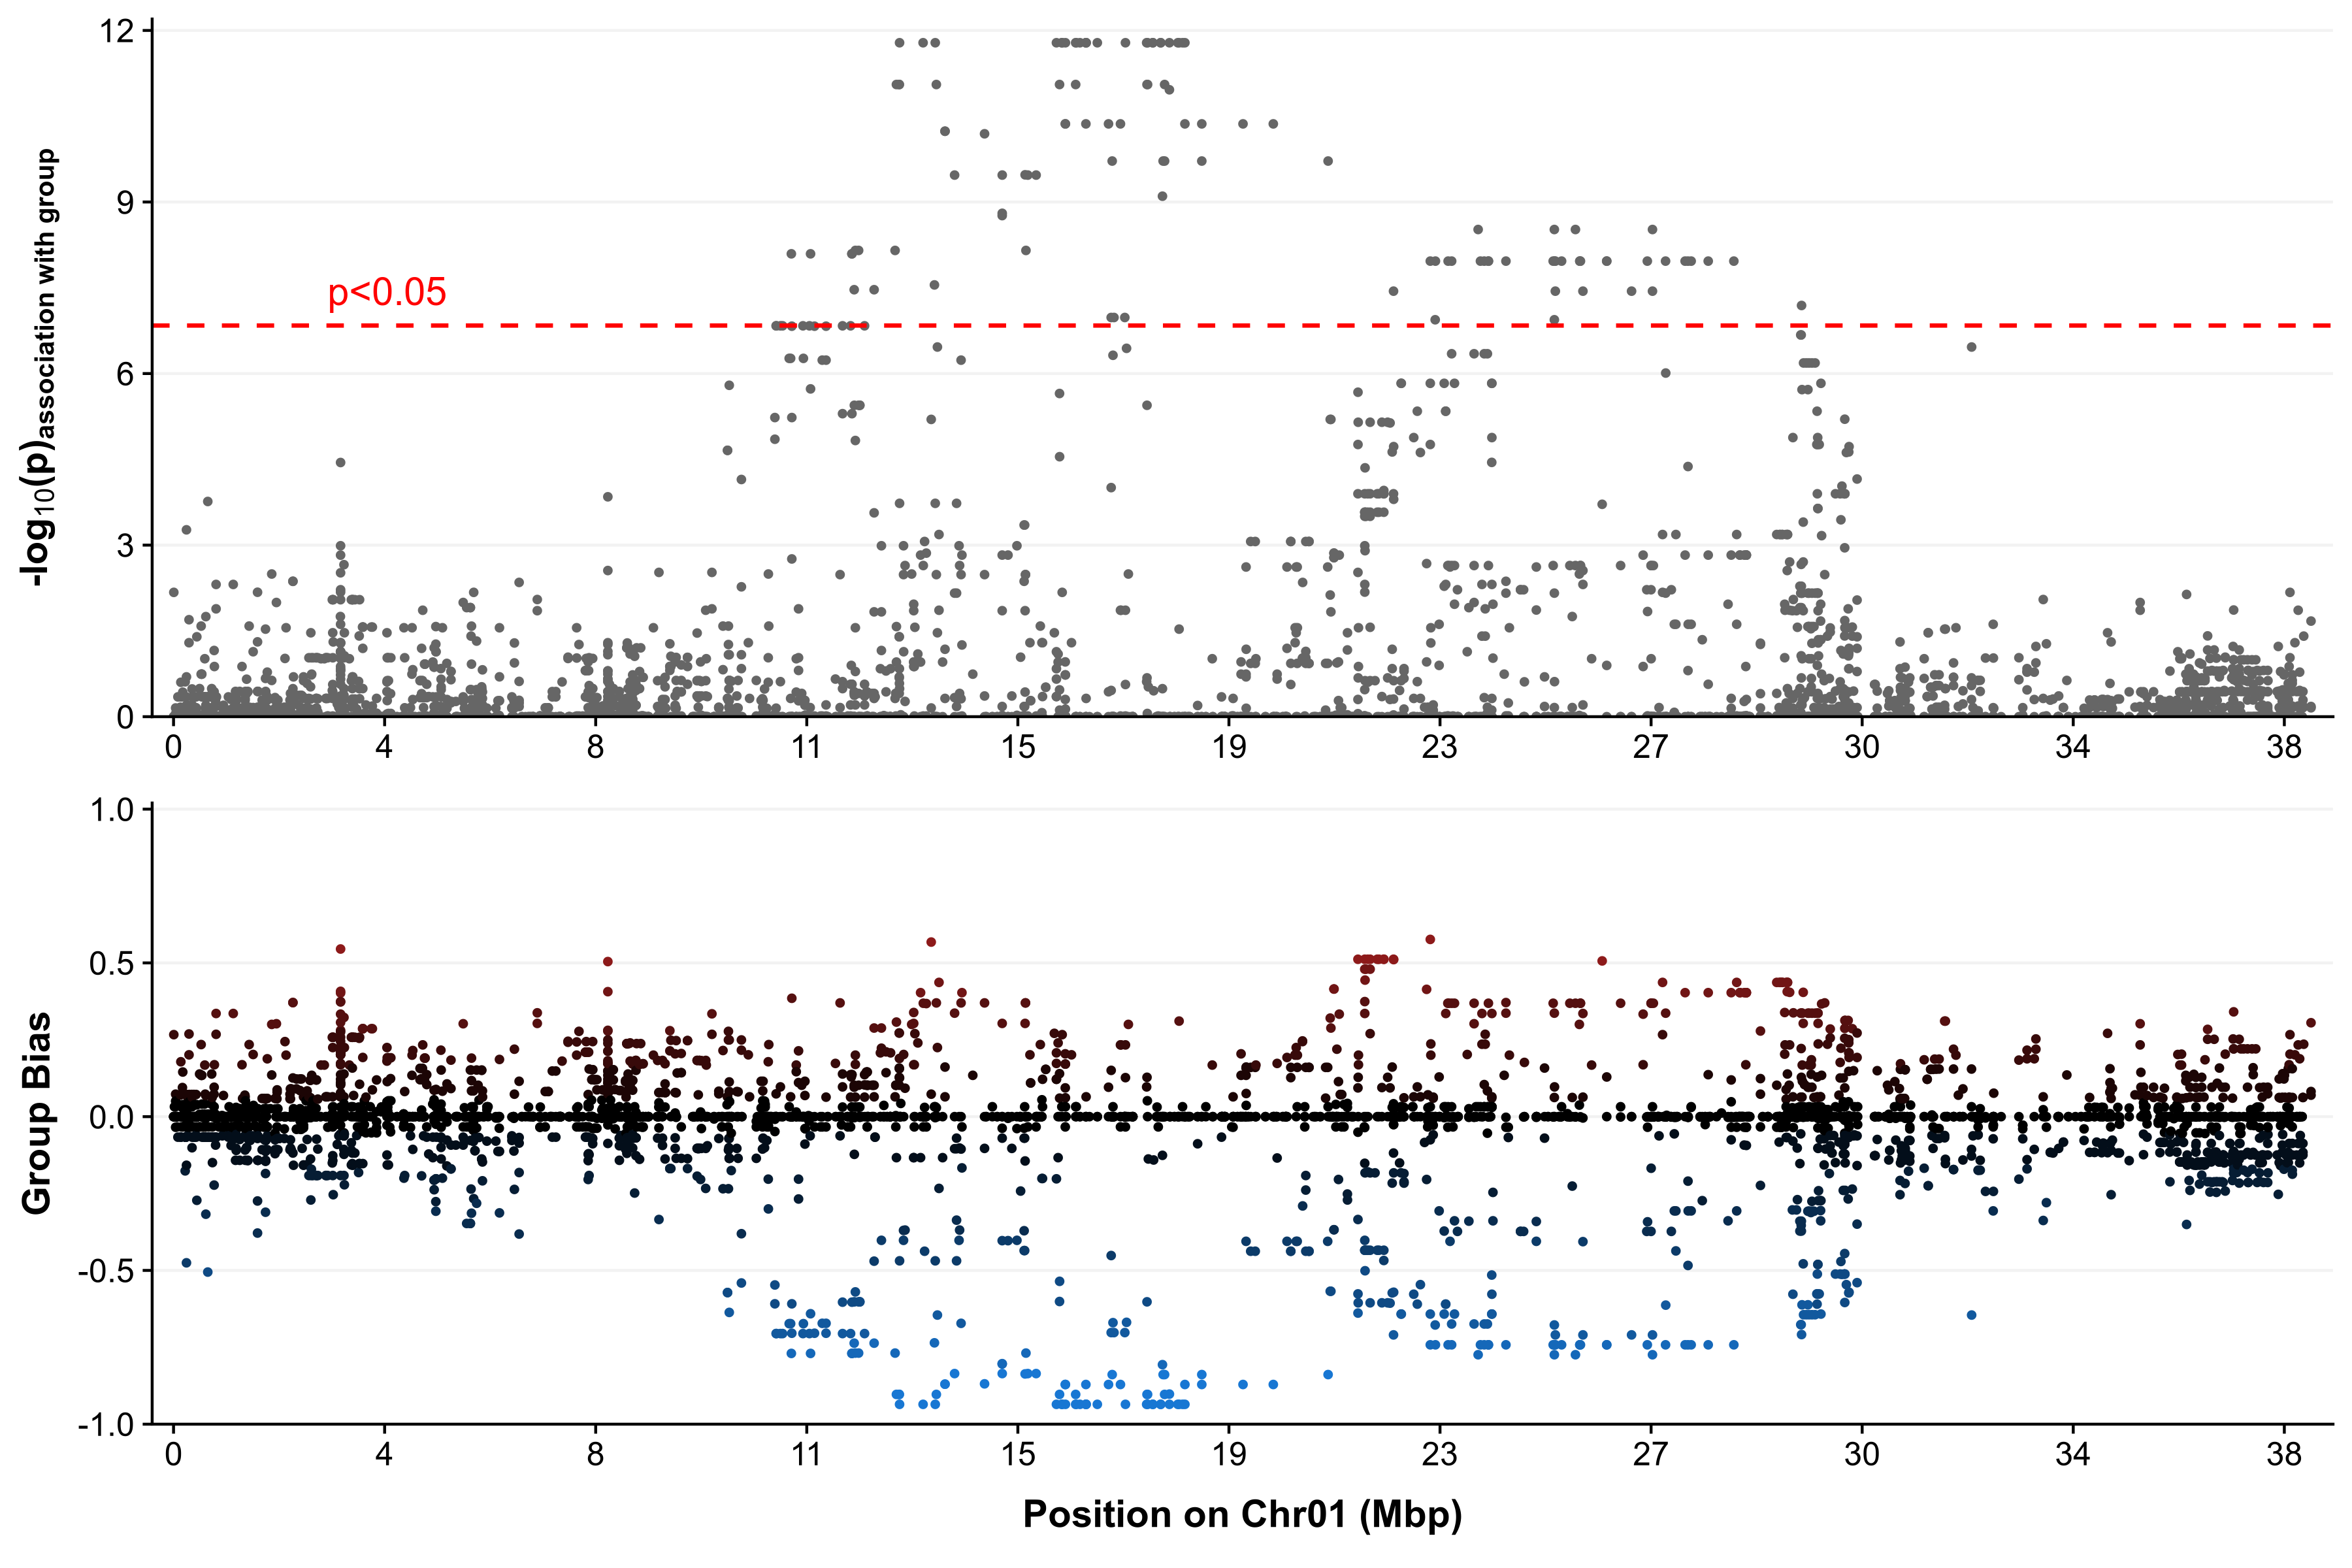 -log10(p)association with group
12
9
6
3
0
p<0.05
0 4 8 11 15 19 23 27 30 34 38
Group Bias
1.0
0.5
0.0
-0.5
-1.0
0 4 8 11 15 19 23 27 30 34 38
Position on Chr01 (Mbp)